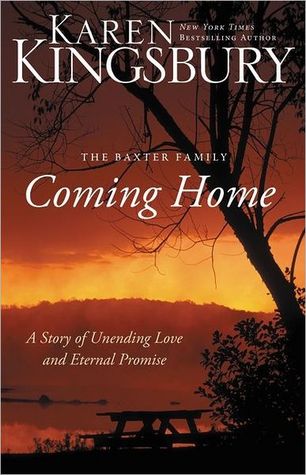 KAREN
NEW YORK TIMES
BESTSELLING AUTHOR
KINGSBURY
THE BAXTER FAMILY
Coming Home
A Story of Unending Love
and Eternal Promise